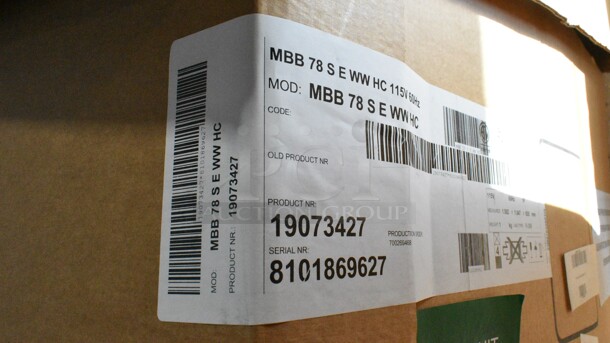 MBB 78 S E WW HC 115V 60Hz
MOD: MBB 78 S E WW HC
CODE:
OLD PRODUCT NR
PRODUCT NR:
19073427
SERIAL NR:
8101869627
MOD
MBB 78 S E WW HC
PRODUCT NR:
19073427
GROUP